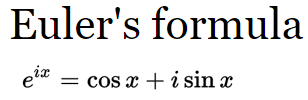 Euler's formula
e^{ix} = cos x + i sin x